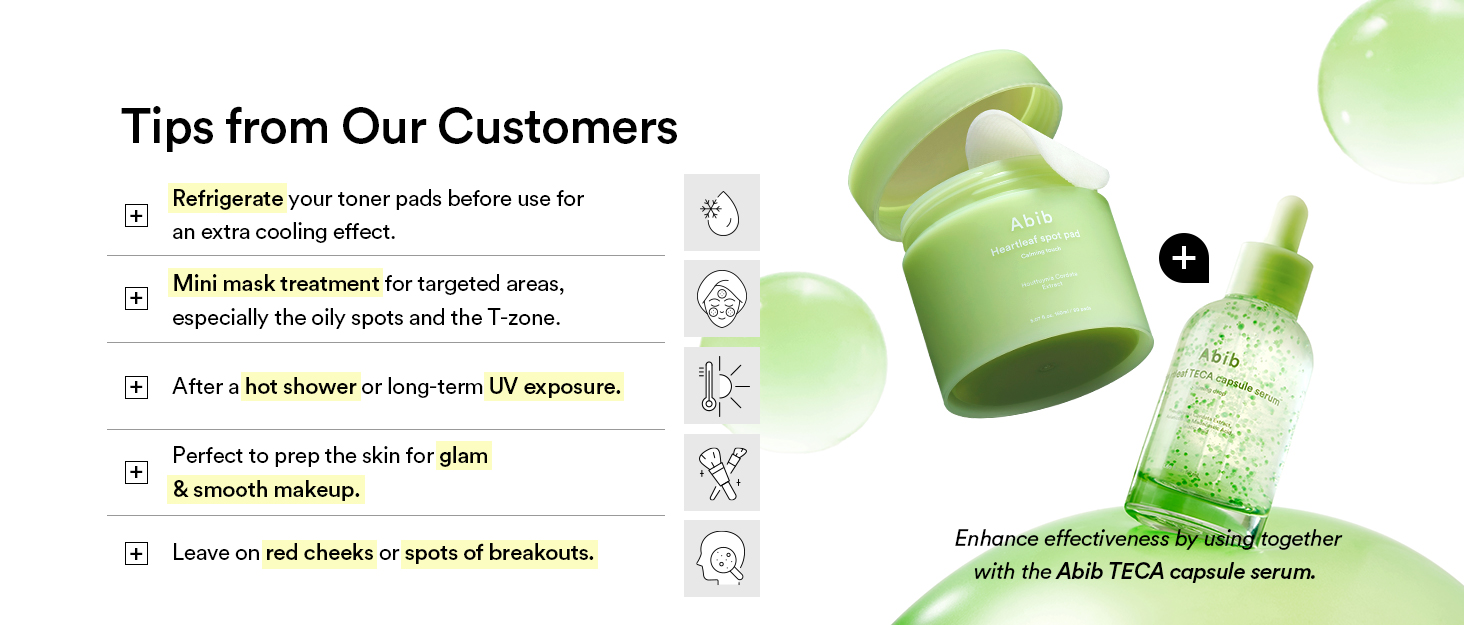 Tips from Our Customers
Refrigerate your toner pads before use for
an extra cooling effect.
Mini mask treatment for targeted areas,
especially the oily spots and the T-zone.
After a hot shower or long-term UV exposure.
Perfect to prep the skin for glam
& smooth makeup.
Leave on red cheeks or spots of breakouts.
Abib
Heartleaf spot pad
Calming touch
Houttuynia Cordata
Extract
Abib
TECA capsule serum
Enhance effectiveness by using together
with the Abib TECA capsule serum.